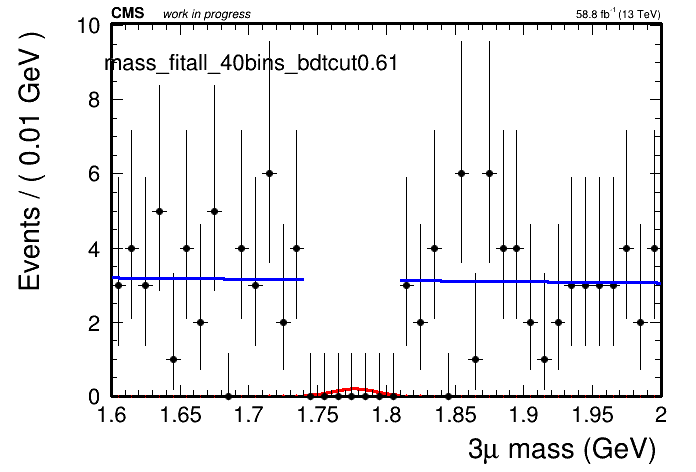 CMS work in progress 58.8 fb⁻¹ (13 TeV)
mass_fitall_40bins_bdtcut0.61
Events / ( 0.01 GeV )
10
8
6
4
2
0
1.6 1.65 1.7 1.75 1.8 1.85 1.9 1.95 2
3μ mass (GeV)